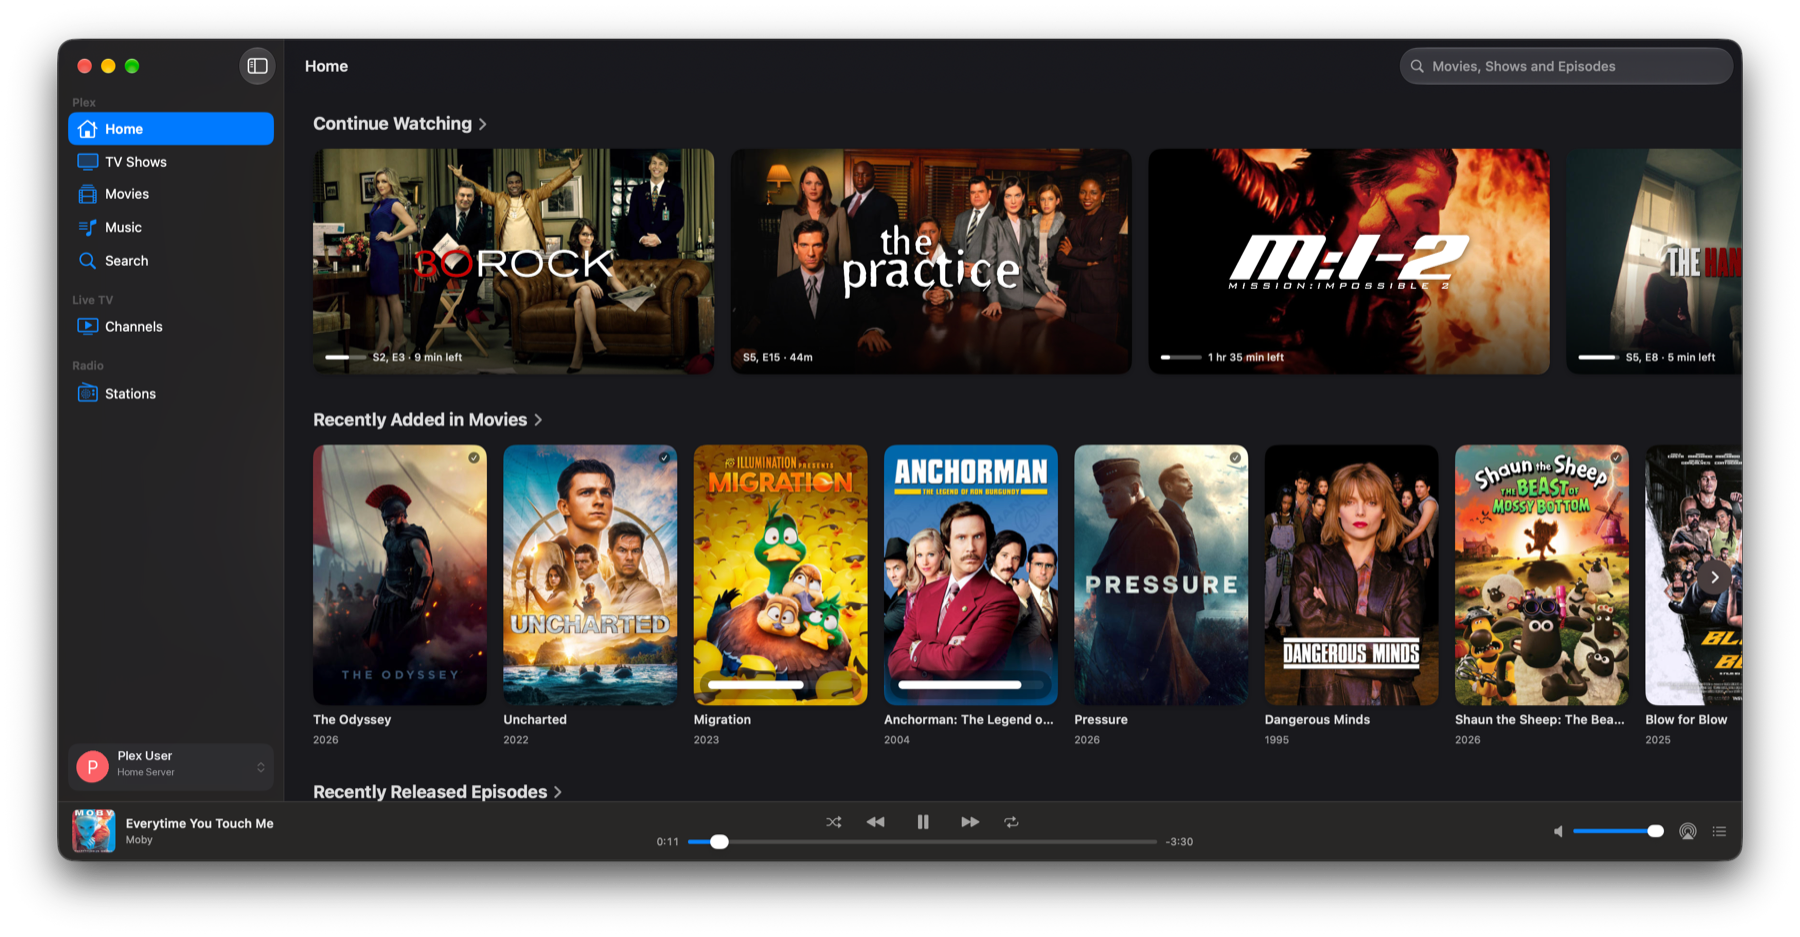 Home
Movies, Shows and Episodes
Plex
Home
TV Shows
Movies
Music
Search
Live TV
Channels
Radio
Stations
Continue Watching
30ROCK
S2, E3 · 9 min left
the
practice
S5, E15 · 44m
M:I-2
MISSION:IMPOSSIBLE 2
1 hr 35 min left
THE HAN
S5, E8 · 5 min left
Recently Added in Movies
THE ODYSSEY
The Odyssey
2026
UNCHARTED
Uncharted
2022
ILLUMINATION PRESENTS
MIGRATION
Migration
2023
ANCHORMAN
THE LEGEND OF RON BURGUNDY
Anchorman: The Legend o...
2004
PRESSURE
Pressure
2026
DANGEROUS MINDS
Dangerous Minds
1995
Shaun the Sheep
THE BEAST OF
MOSSY BOTTOM
Shaun the Sheep: The Bea...
2026
BL
Blow for Blow
2025
Recently Released Episodes
P
Plex User
Home Server
MOBY
Everytime You Touch Me
Moby
0:11
-3:30